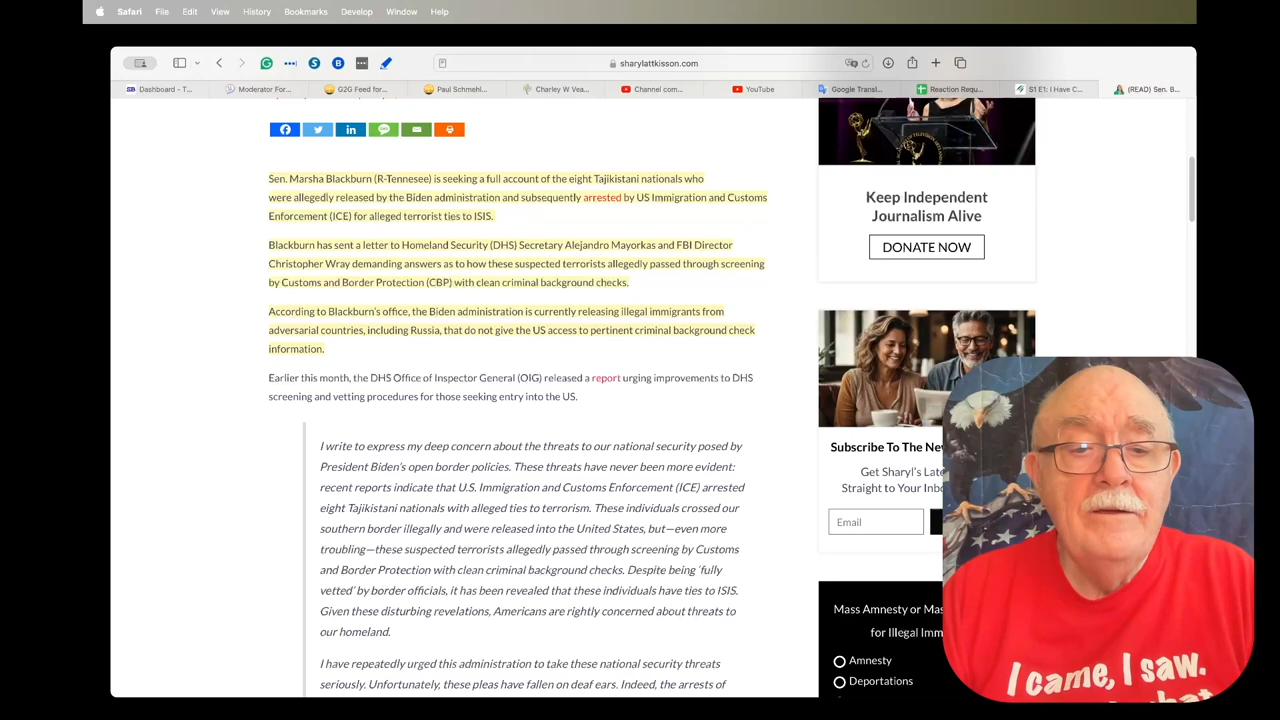 Safari File Edit View History Bookmarks Develop Window Help
sharylattkisson.com
Dashboard - T...
Moderator For...
G2G Feed for...
Paul Schmehl...
Charley W Vea...
Channel com...
YouTube
Google Transl...
Reaction Requ...
S1 E1: I Have C...
(READ) Sen. B...
Sen. Marsha Blackburn (R-Tennesee) is seeking a full account of the eight Tajikistani nationals who
were allegedly released by the Biden administration and subsequently arrested by US Immigration and Customs
Enforcement (ICE) for alleged terrorist ties to ISIS.
Blackburn has sent a letter to Homeland Security (DHS) Secretary Alejandro Mayorkas and FBI Director
Christopher Wray demanding answers as to how these suspected terrorists allegedly passed through screening
by Customs and Border Protection (CBP) with clean criminal background checks.
According to Blackburn's office, the Biden administration is currently releasing illegal immigrants from
adversarial countries, including Russia, that do not give the US access to pertinent criminal background check
information.
Earlier this month, the DHS Office of Inspector General (OIG) released a report urging improvements to DHS
screening and vetting procedures for those seeking entry into the US.
I write to express my deep concern about the threats to our national security posed by
President Biden's open border policies. These threats have never been more evident:
recent reports indicate that U.S. Immigration and Customs Enforcement (ICE) arrested
eight Tajikistani nationals with alleged ties to terrorism. These individuals crossed our
southern border illegally and were released into the United States, but—even more
troubling—these suspected terrorists allegedly passed through screening by Customs
and Border Protection with clean criminal background checks. Despite being 'fully
vetted' by border officials, it has been revealed that these individuals have ties to ISIS.
Given these disturbing revelations, Americans are rightly concerned about threats to
our homeland.
I have repeatedly urged this administration to take these national security threats
seriously. Unfortunately, these pleas have fallen on deaf ears. Indeed, the arrests of
Keep Independent
Journalism Alive
DONATE NOW
Subscribe To The Ne
Get Sharyl's Late
Straight to Your Inbo
Email
Mass Amnesty or Mas
for Illegal Imm
Amnesty
Deportations
I came, I saw.